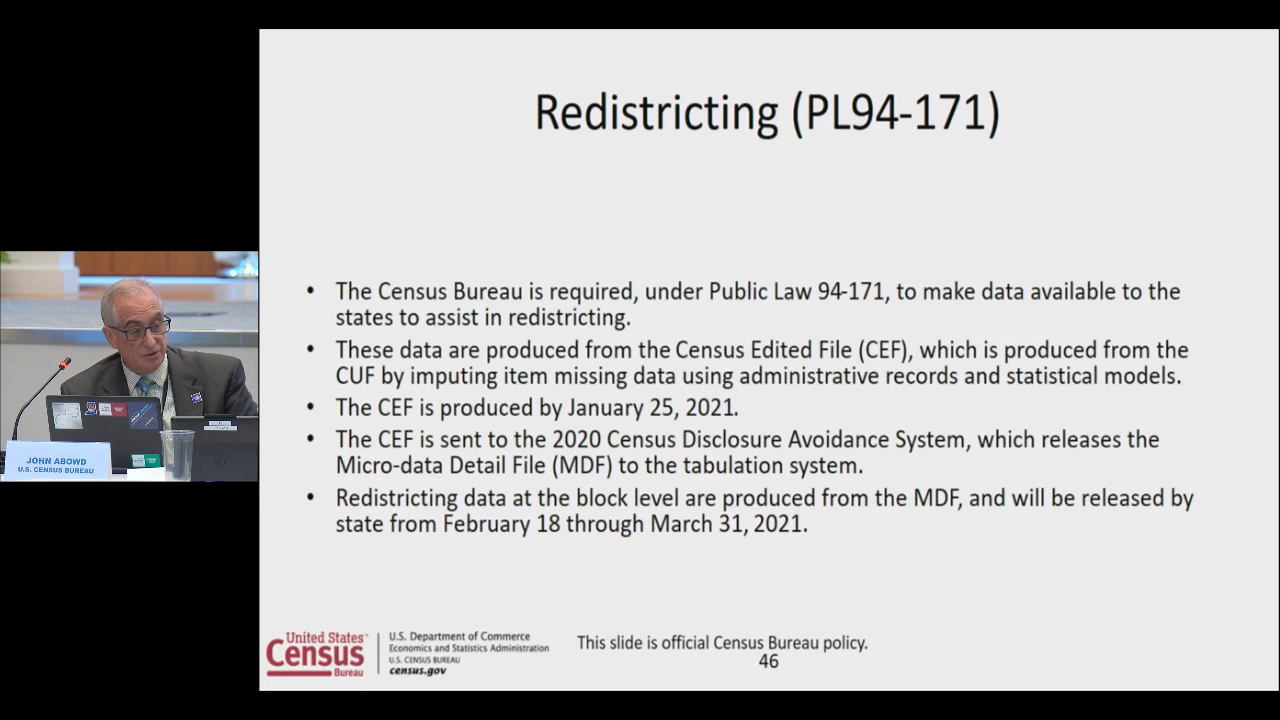 Redistricting (PL94-171)
• The Census Bureau is required, under Public Law 94-171, to make data available to the
states to assist in redistricting.
• These data are produced from the Census Edited File (CEF), which is produced from the
CUF by imputing item missing data using administrative records and statistical models.
• The CEF is produced by January 25, 2021.
• The CEF is sent to the 2020 Census Disclosure Avoidance System, which releases the
Micro-data Detail File (MDF) to the tabulation system.
• Redistricting data at the block level are produced from the MDF, and will be released by
state from February 18 through March 31, 2021.
JOHN ABOWD
U.S. CENSUS BUREAU
United States™
Census
Bureau
U.S. Department of Commerce
Economics and Statistics Administration
U.S. CENSUS BUREAU
census.gov
This slide is official Census Bureau policy.
46